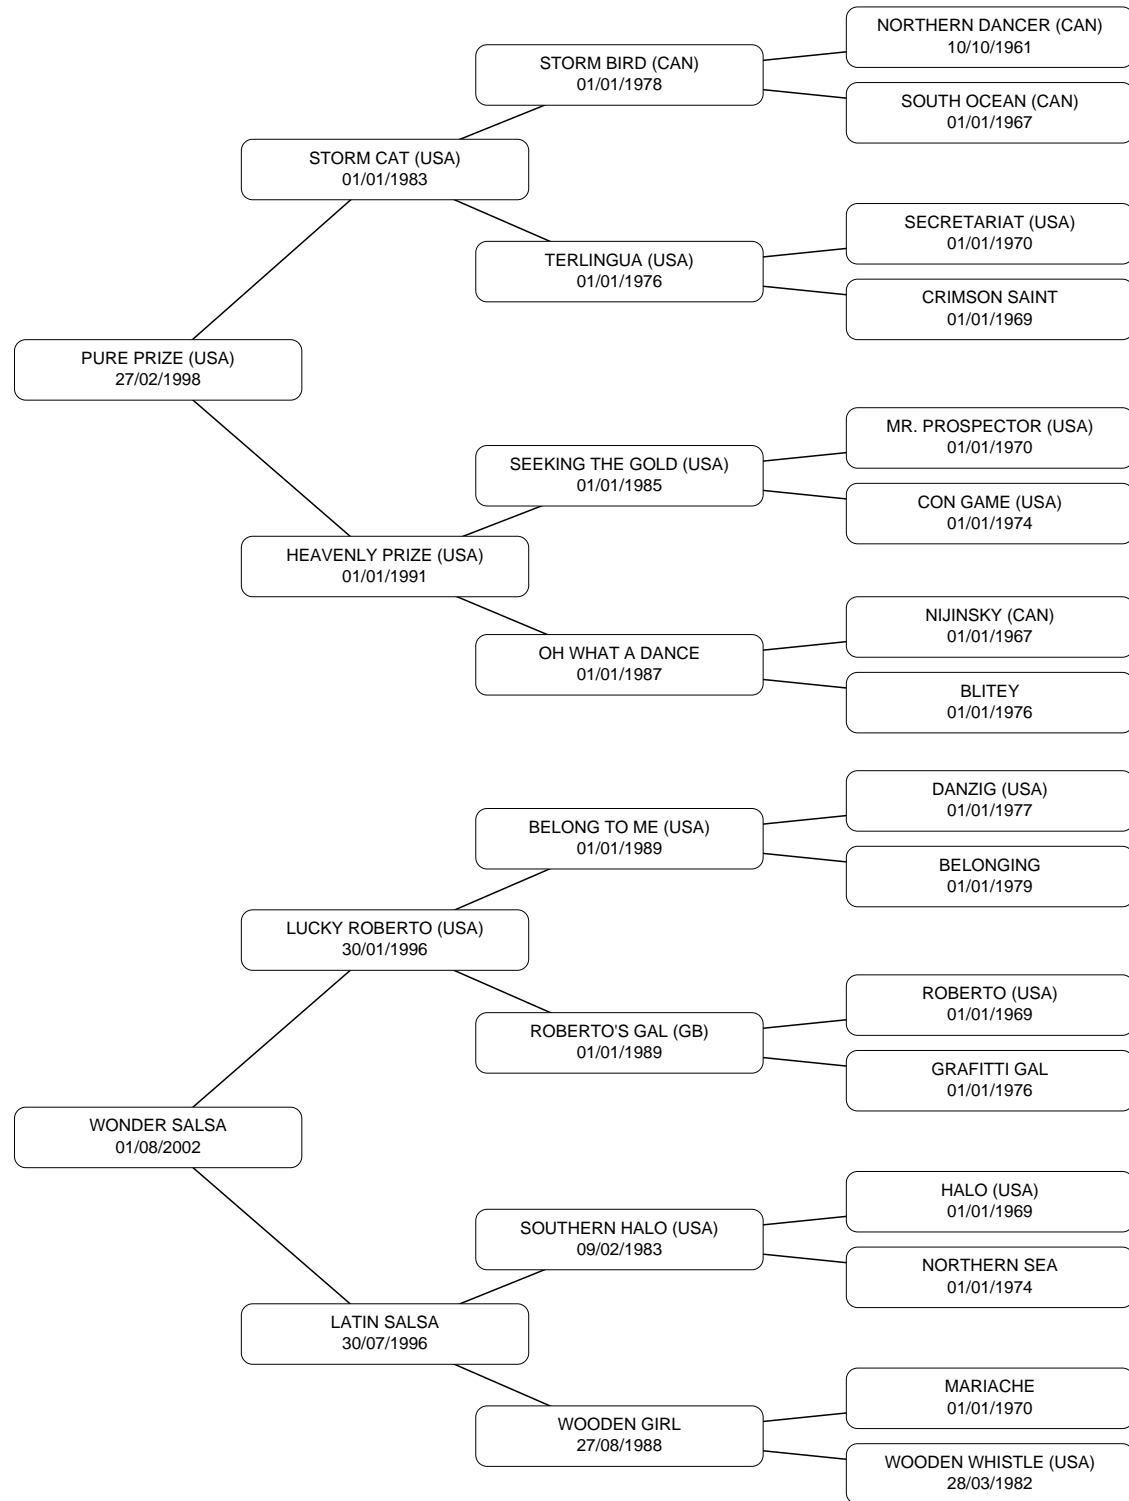 NORTHERN DANCER (CAN)
10/10/1961
STORM BIRD (CAN)
01/01/1978
SOUTH OCEAN (CAN)
01/01/1967
STORM CAT (USA)
01/01/1983
SECRETARIAT (USA)
01/01/1970
TERLINGUA (USA)
01/01/1976
CRIMSON SAINT
01/01/1969
PURE PRIZE (USA)
27/02/1998
MR. PROSPECTOR (USA)
01/01/1970
SEEKING THE GOLD (USA)
01/01/1985
CON GAME (USA)
01/01/1974
HEAVENLY PRIZE (USA)
01/01/1991
NIJINSKY (CAN)
01/01/1967
OH WHAT A DANCE
01/01/1987
BLITEY
01/01/1976
DANZIG (USA)
01/01/1977
BELONG TO ME (USA)
01/01/1989
BELONGING
01/01/1979
LUCKY ROBERTO (USA)
30/01/1996
ROBERTO (USA)
01/01/1969
ROBERTO'S GAL (GB)
01/01/1989
GRAFITTI GAL
01/01/1976
WONDER SALSA
01/08/2002
HALO (USA)
01/01/1969
SOUTHERN HALO (USA)
09/02/1983
NORTHERN SEA
01/01/1974
LATIN SALSA
30/07/1996
MARIACHE
01/01/1970
WOODEN GIRL
27/08/1988
WOODEN WHISTLE (USA)
28/03/1982